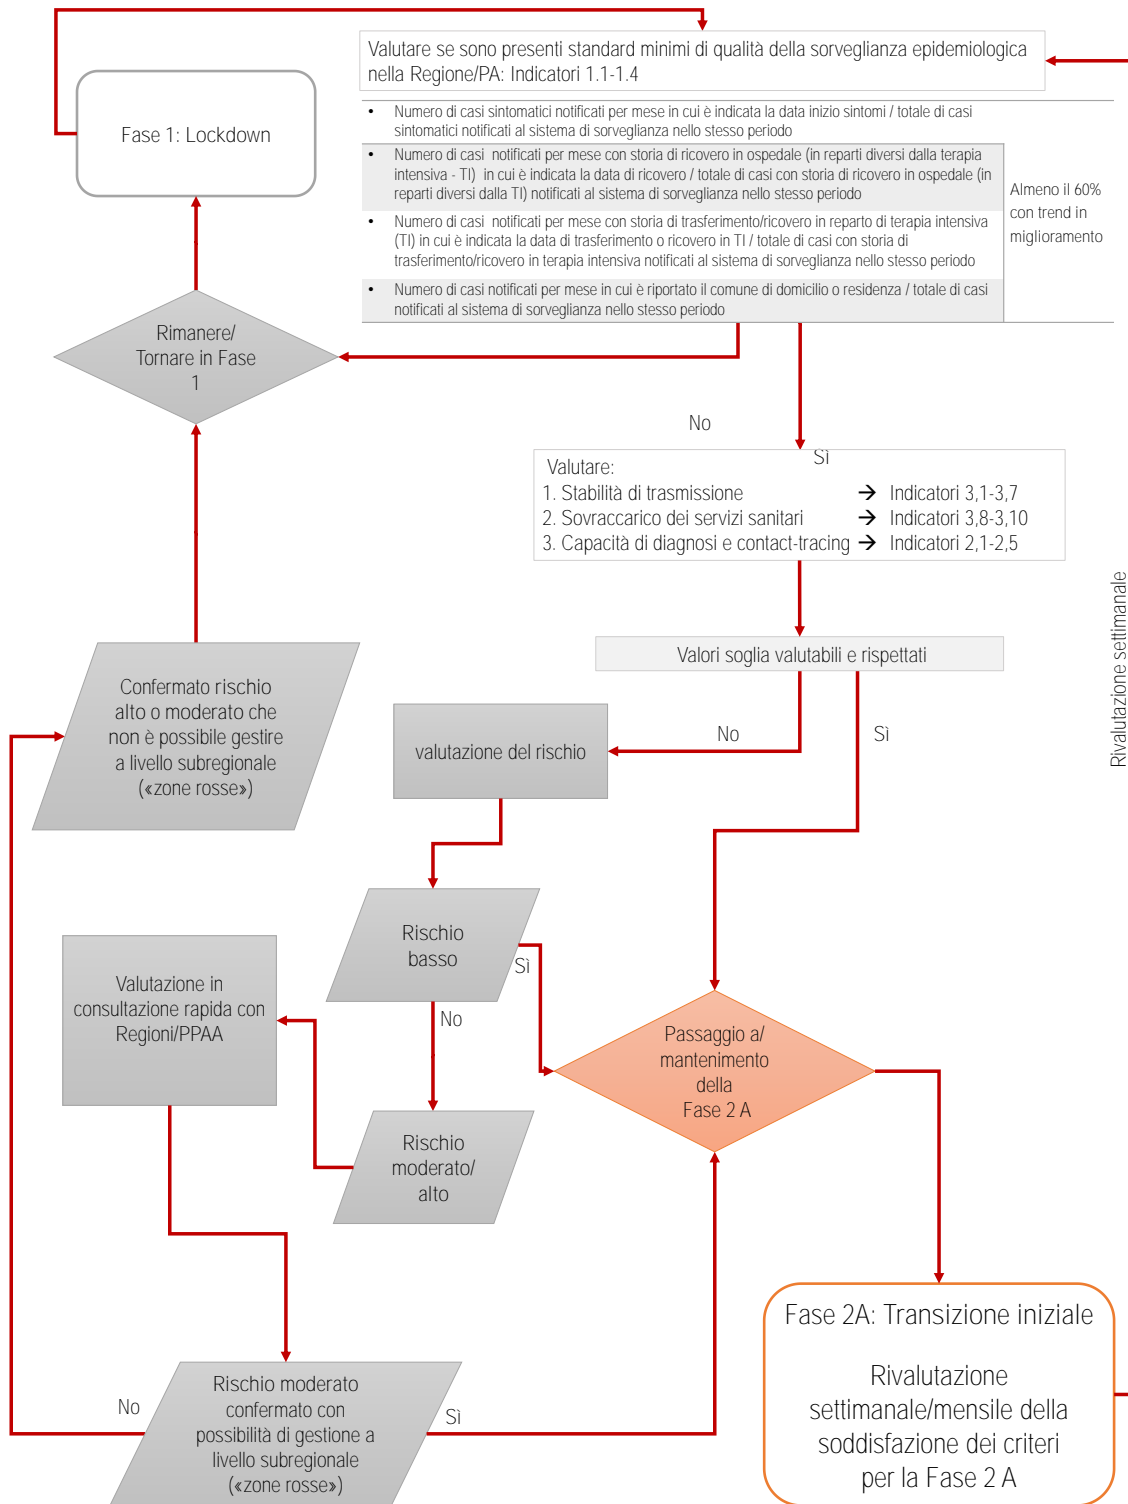 Valutare se sono presenti standard minimi di qualità della sorveglianza epidemiologica
nella Regione/PA: Indicatori 1.1-1.4
Fase 1: Lockdown
• Numero di casi sintomatici notificati per mese in cui è indicata la data inizio sintomi / totale di casi
sintomatici notificati al sistema di sorveglianza nello stesso periodo
• Numero di casi notificati per mese con storia di ricovero in ospedale (in reparti diversi dalla terapia
intensiva - TI) in cui è indicata la data di ricovero / totale di casi con storia di ricovero in ospedale (in
reparti diversi dalla TI) notificati al sistema di sorveglianza nello stesso periodo
• Numero di casi notificati per mese con storia di trasferimento/ricovero in reparto di terapia intensiva
(TI) in cui è indicata la data di trasferimento o ricovero in TI / totale di casi con storia di
trasferimento/ricovero in terapia intensiva notificati al sistema di sorveglianza nello stesso periodo
• Numero di casi notificati per mese in cui è riportato il comune di domicilio o residenza / totale di casi
notificati al sistema di sorveglianza nello stesso periodo
Almeno il 60%
con trend in
miglioramento
Rimanere/
Tornare in Fase
1
No
Sì
Valutare:
1. Stabilità di trasmissione → Indicatori 3,1-3,7
2. Sovraccarico dei servizi sanitari → Indicatori 3,8-3,10
3. Capacità di diagnosi e contact-tracing → Indicatori 2,1-2,5
Rivalutazione settimanale
Valori soglia valutabili e rispettati
Confermato rischio
alto o moderato che
non è possibile gestire
a livello subregionale
(«zone rosse»)
No
Sì
valutazione del rischio
Rischio
basso
Sì
No
Valutazione in
consultazione rapida con
Regioni/PPAA
Passaggio a/
mantenimento
della
Fase 2 A
Rischio
moderato/
alto
Fase 2A: Transizione iniziale
Rivalutazione
settimanale/mensile della
soddisfazione dei criteri
per la Fase 2 A
No
Rischio moderato
confermato con
possibilità di gestione a
livello subregionale
(«zone rosse»)
Sì